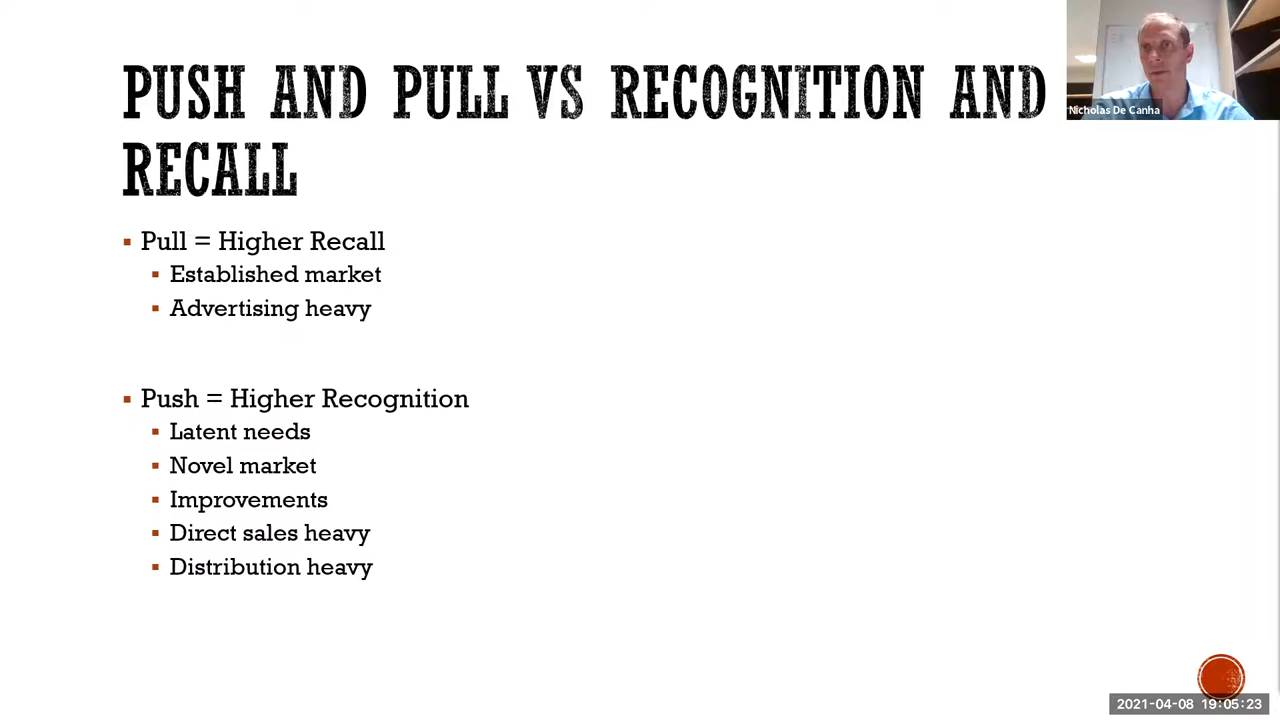 PUSH AND PULL VS RECOGNITION AND
RECALL
Nicholas De Canha
▪ Pull = Higher Recall
▪ Established market
▪ Advertising heavy
▪ Push = Higher Recognition
▪ Latent needs
▪ Novel market
▪ Improvements
▪ Direct sales heavy
▪ Distribution heavy
2021-04-08 19:05:23